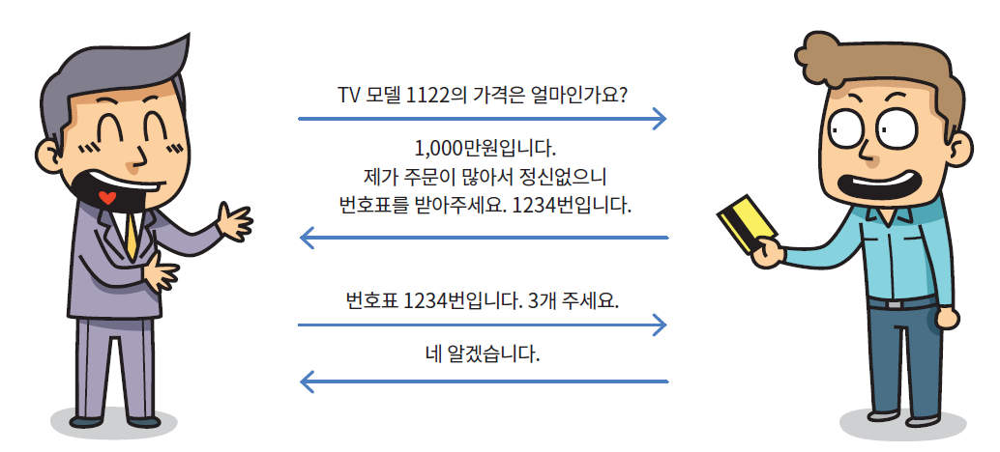 TV 모델 1122의 가격은 얼마인가요?
1,000만원입니다.
제가 주문이 많아서 정신없으니
번호표를 받아주세요. 1234번입니다.
번호표 1234번입니다. 3개 주세요.
네 알겠습니다.